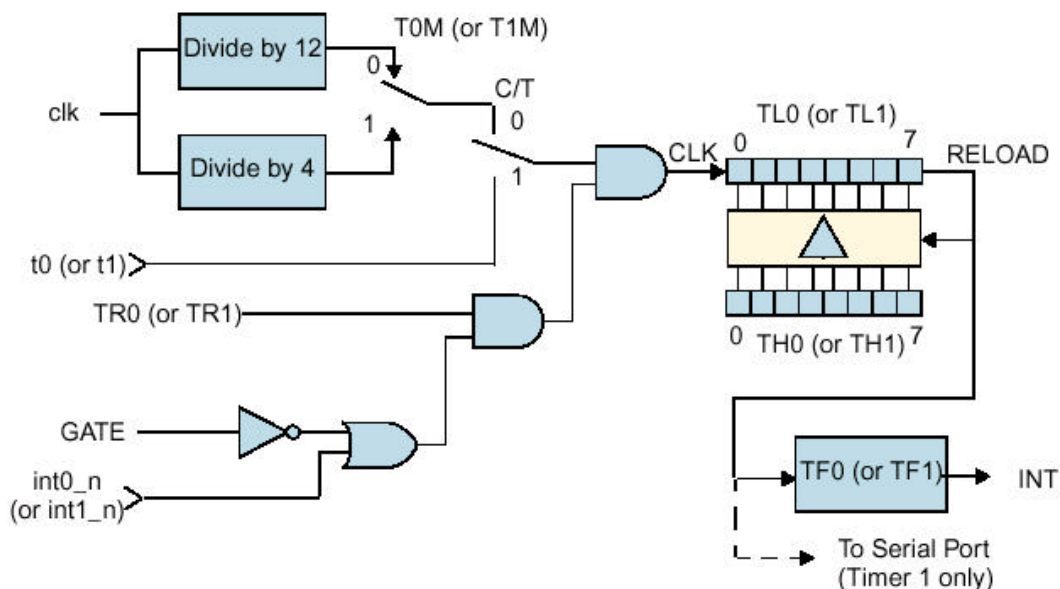 Divide by 12
T0M (or T1M)
0
C/T
clk
1
0
TL0 (or TL1)
0
7
Divide by 4
1
CLK
RELOAD
t0 (or t1)
TR0 (or TR1)
0
7
TH0 (or TH1)
GATE
int0_n
(or int1_n)
TF0 (or TF1)
INT
To Serial Port
(Timer 1 only)